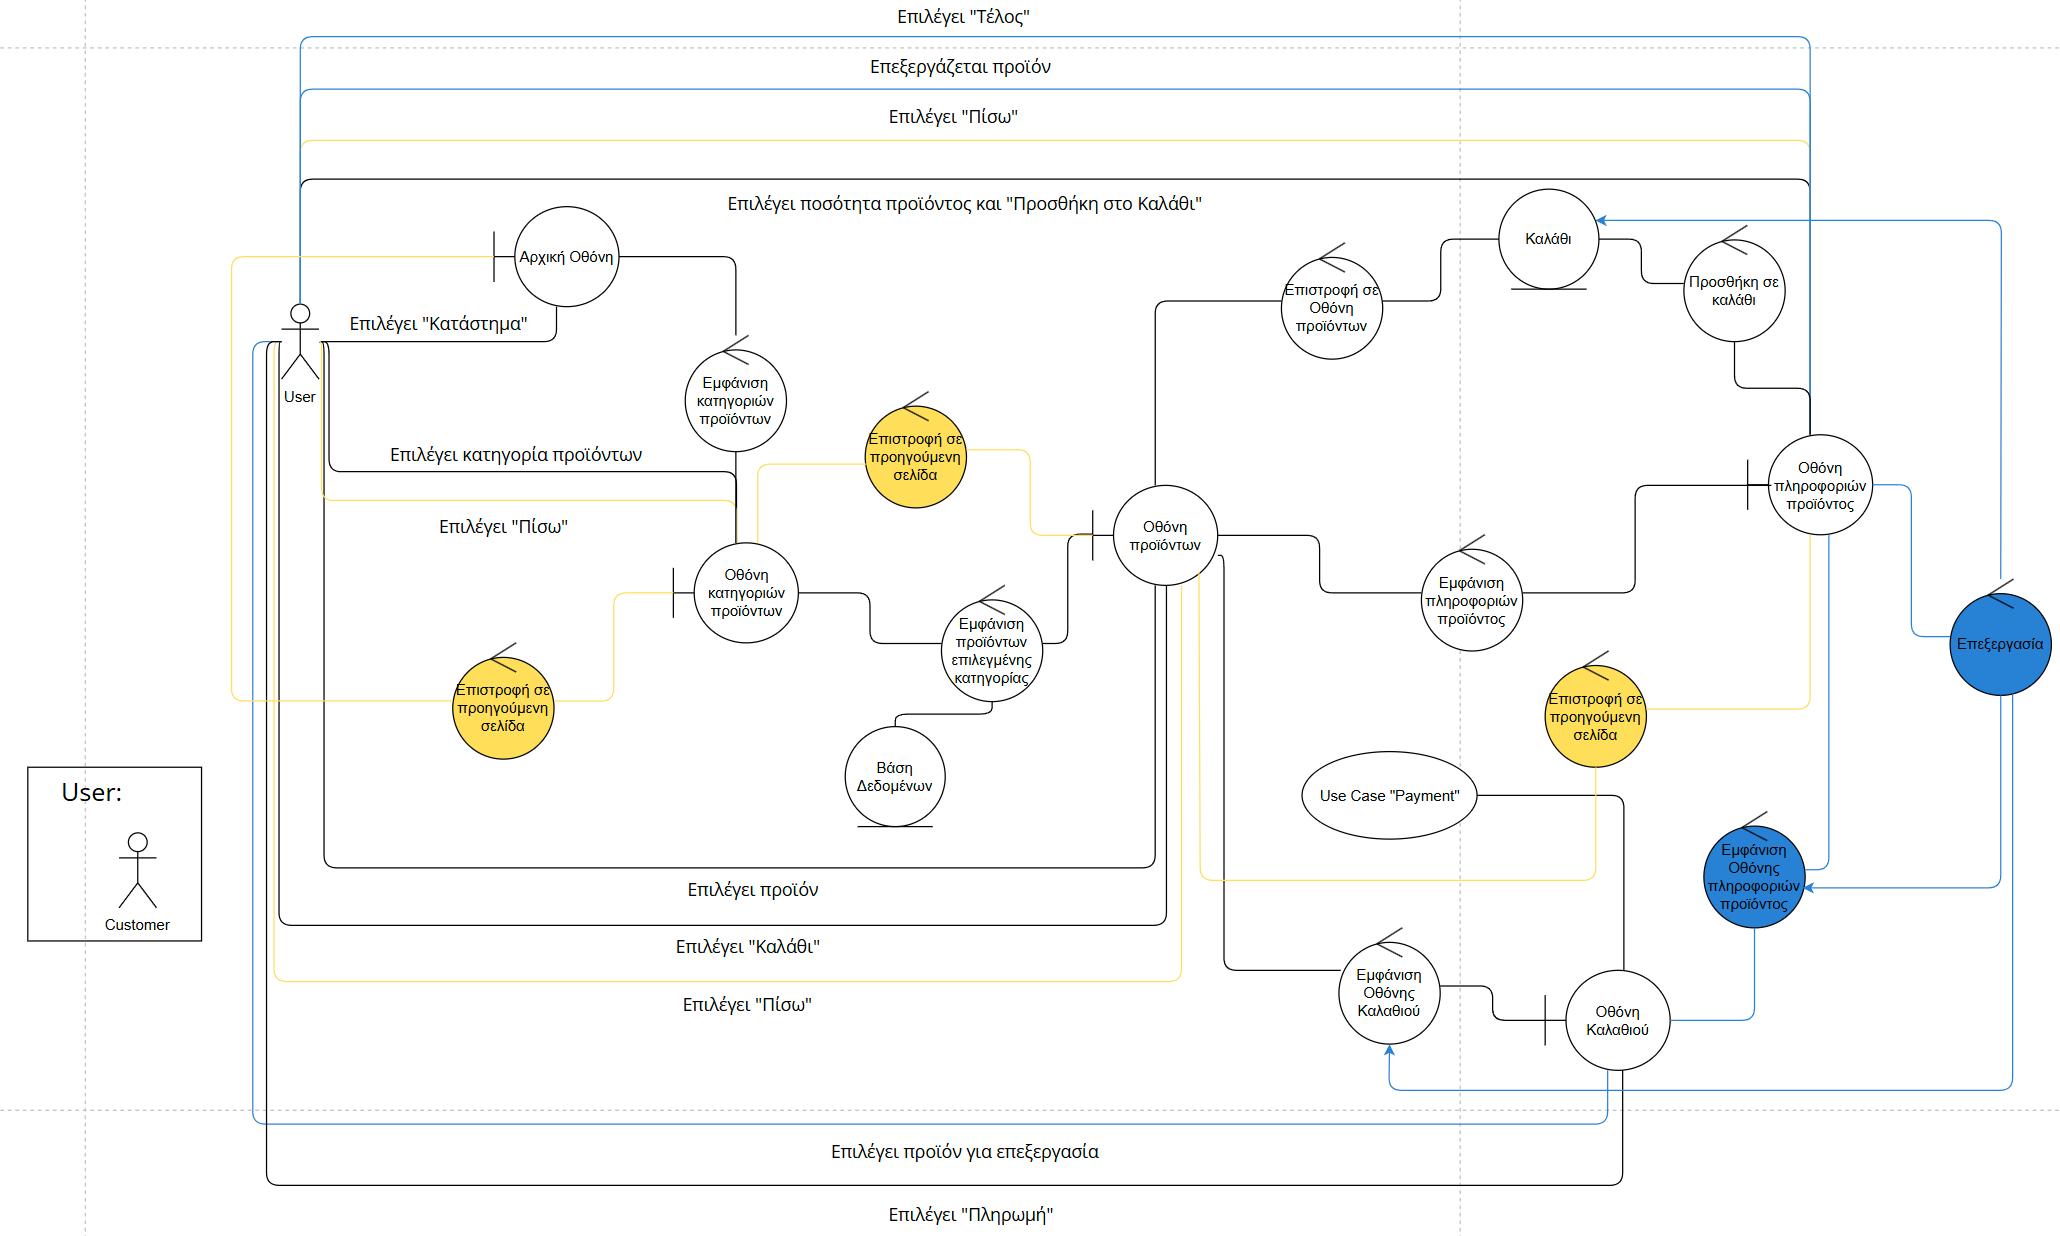 Επιλέγει "Τέλος"
Επεξεργάζεται προϊόν
Επιλέγει "Πίσω"
Επιλέγει ποσότητα προϊόντος και "Προσθήκη στο Καλάθι"
Αρχική Οθόνη
Καλάθι
Προσθήκη σε
καλάθι
Επιστροφή σε
Οθόνη
προϊόντων
Επιλέγει "Κατάστημα"
User
Εμφάνιση
κατηγοριών
προϊόντων
Επιλέγει κατηγορία προϊόντων
Επιστροφή σε
προηγούμενη
σελίδα
Επιλέγει "Πίσω"
Οθόνη
προϊόντων
Οθόνη
πληροφοριών
προϊόντος
Οθόνη
κατηγοριών
προϊόντων
Εμφάνιση
προϊόντων
επιλεγμένης
κατηγορίας
Εμφάνιση
πληροφοριών
προϊόντος
Επεξεργασία
Επιστροφή σε
προηγούμενη
σελίδα
Επιστροφή σε
προηγούμενη
σελίδα
Βάση
Δεδομένων
Use Case "Payment"
User:
Customer
Εμφάνιση
Οθόνης
πληροφοριών
προϊόντος
Επιλέγει προϊόν
Επιλέγει "Καλάθι"
Επιλέγει "Πίσω"
Εμφάνιση
Οθόνης
Καλαθιού
Οθόνη
Καλαθιού
Επιλέγει προϊόν για επεξεργασία
Επιλέγει "Πληρωμή"